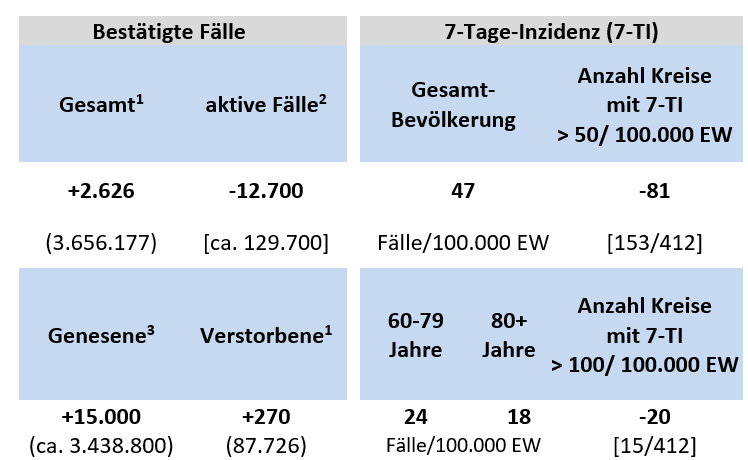 Bestätigte Fälle
Gesamt¹ aktive Fälle²
+2.626 -12.700
(3.656.177) [ca. 129.700]
Genesene³ Verstorbene¹
+15.000 +270
(ca. 3.438.800) (87.726)
7-Tage-Inzidenz (7-TI)
Gesamt-
Bevölkerung
Anzahl Kreise
mit 7-TI
> 50/ 100.000 EW
47 -81
Fälle/100.000 EW [153/412]
60-79
Jahre
80+
Jahre
Anzahl Kreise
mit 7-TI
> 100/ 100.000 EW
24 18 -20
Fälle/100.000 EW [15/412]